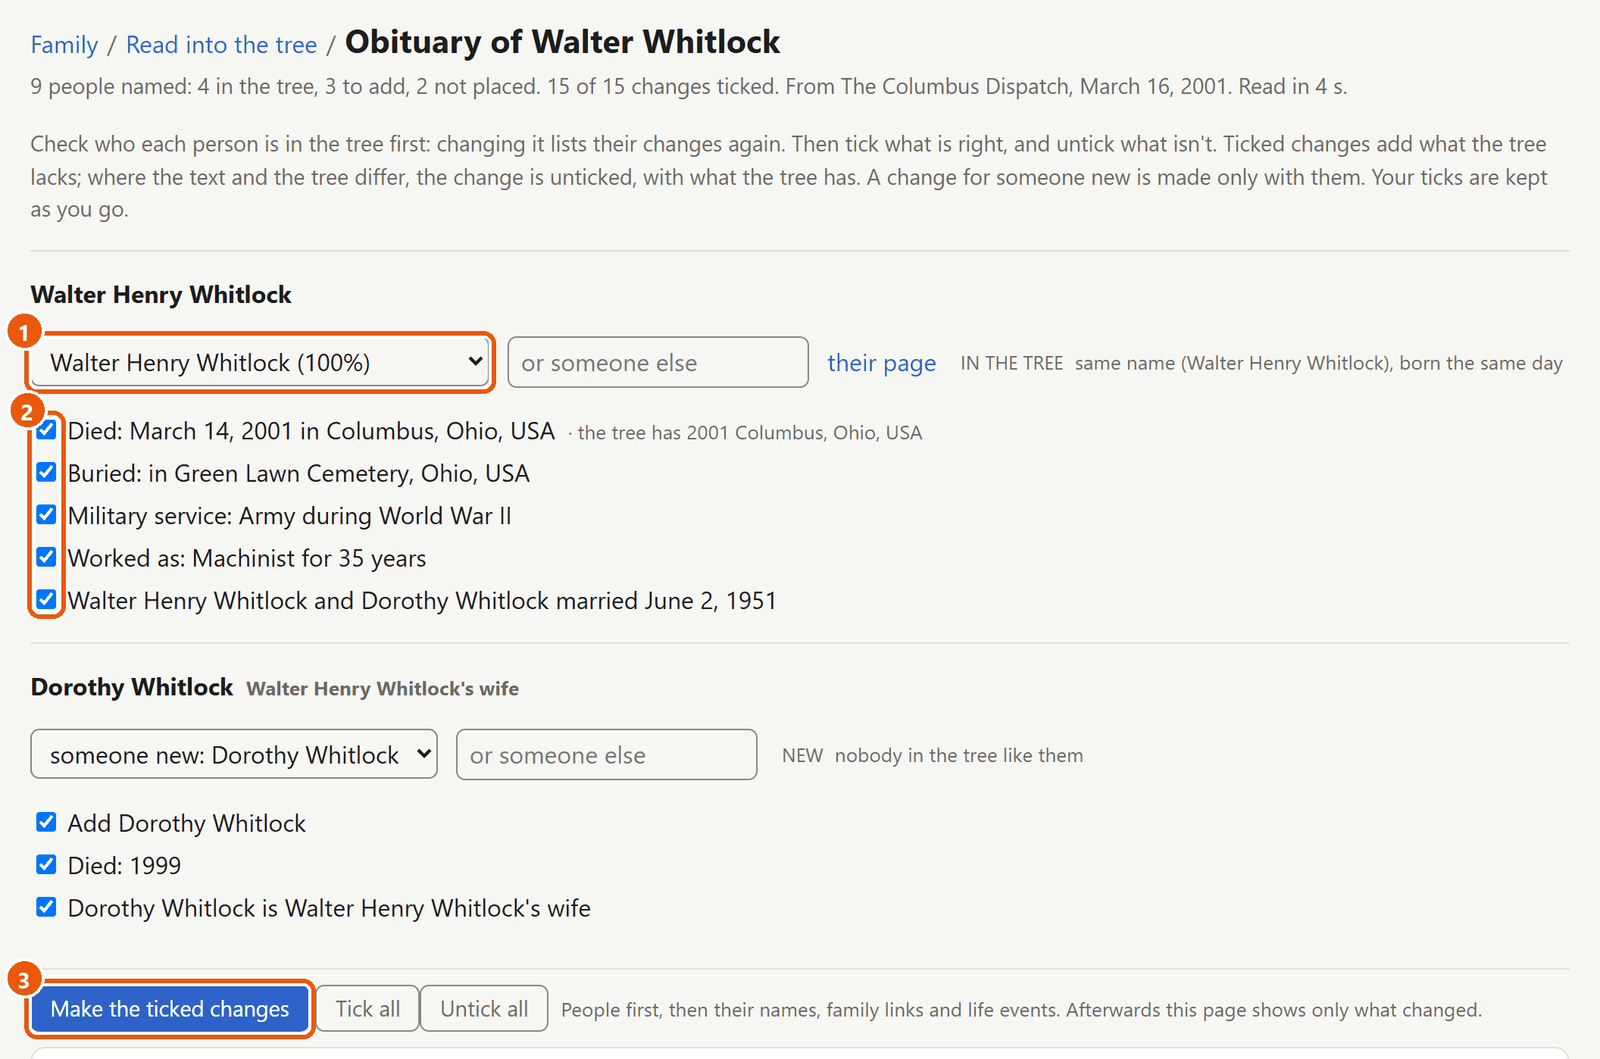 Family / Read into the tree / Obituary of Walter Whitlock
9 people named: 4 in the tree, 3 to add, 2 not placed. 15 of 15 changes ticked. From The Columbus Dispatch, March 16, 2001. Read in 4 s.
Check who each person is in the tree first: changing it lists their changes again. Then tick what is right, and untick what isn't. Ticked changes add what the tree
lacks; where the text and the tree differ, the change is unticked, with what the tree has. A change for someone new is made only with them. Your ticks are kept
as you go.
Walter Henry Whitlock
1
Walter Henry Whitlock (100%) or someone else their page IN THE TREE same name (Walter Henry Whitlock), born the same day
2
Died: March 14, 2001 in Columbus, Ohio, USA · the tree has 2001 Columbus, Ohio, USA
Buried: in Green Lawn Cemetery, Ohio, USA
Military service: Army during World War II
Worked as: Machinist for 35 years
Walter Henry Whitlock and Dorothy Whitlock married June 2, 1951
Dorothy Whitlock Walter Henry Whitlock's wife
someone new: Dorothy Whitlock or someone else NEW nobody in the tree like them
Add Dorothy Whitlock
Died: 1999
Dorothy Whitlock is Walter Henry Whitlock's wife
3
Make the ticked changes Tick all Untick all People first, then their names, family links and life events. Afterwards this page shows only what changed.